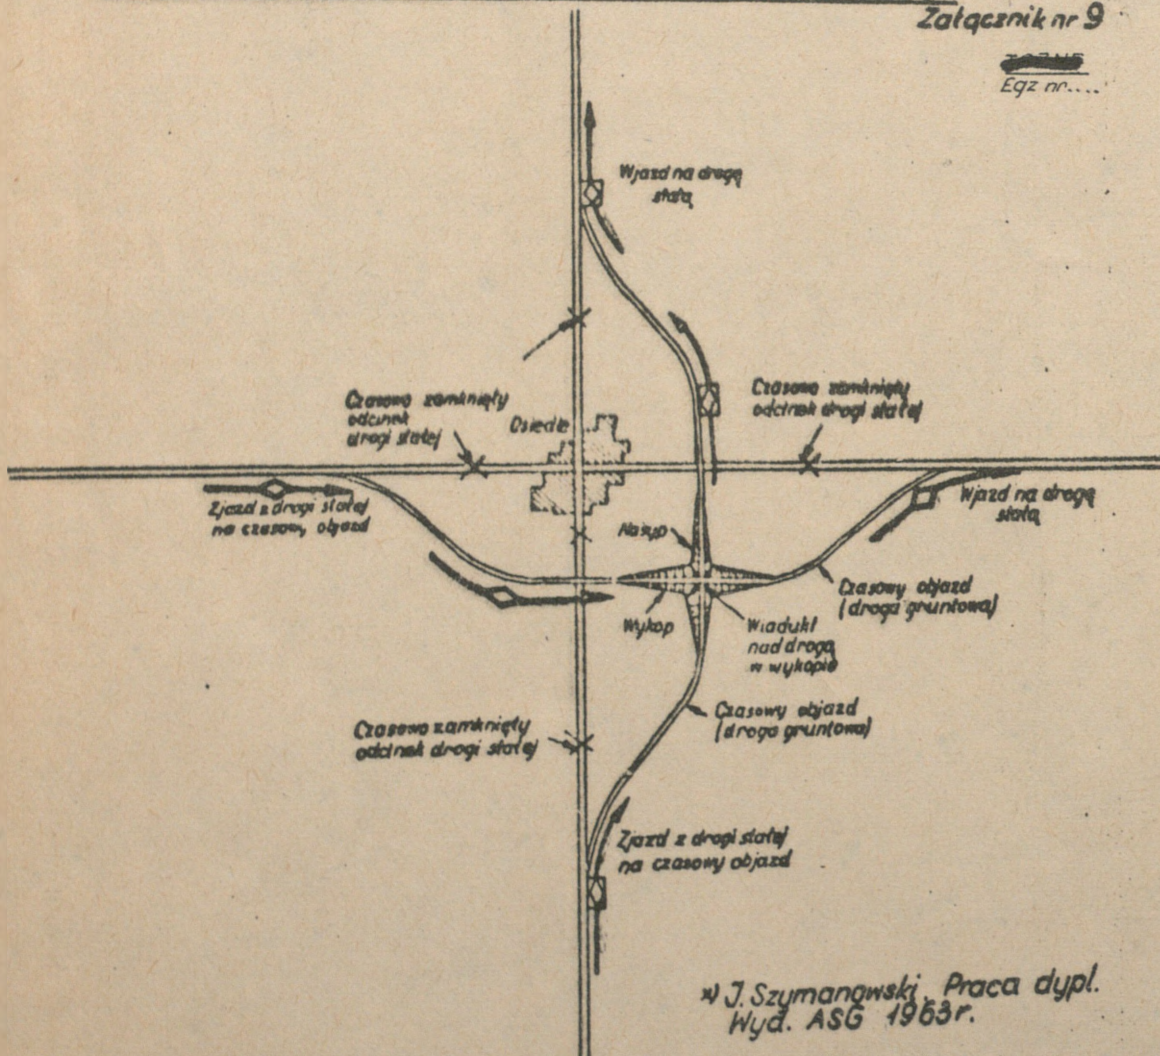 Załącznik nr 9
Egz nr....
Wjazd na drogę
stałą
Czasowo zamknięty
odcinek
drogi stałej
Osiedle
Czasowo zamknięty
odcinek drogi stałej
Zjazd z drogi stałej
na czasowy objazd
Wjazd na drogę
stałą
Nasyp
Wykop
Wiadukt
nad drogą
w wykopie
Czasowy objazd
(droga gruntowa)
Czasowy objazd
(droga gruntowa)
Czasowo zamknięty
odcinek drogi stałej
Zjazd z drogi stałej
na czasowy objazd
x) J. Szymanowski. Praca dypl.
Wyd. ASG 1963r.